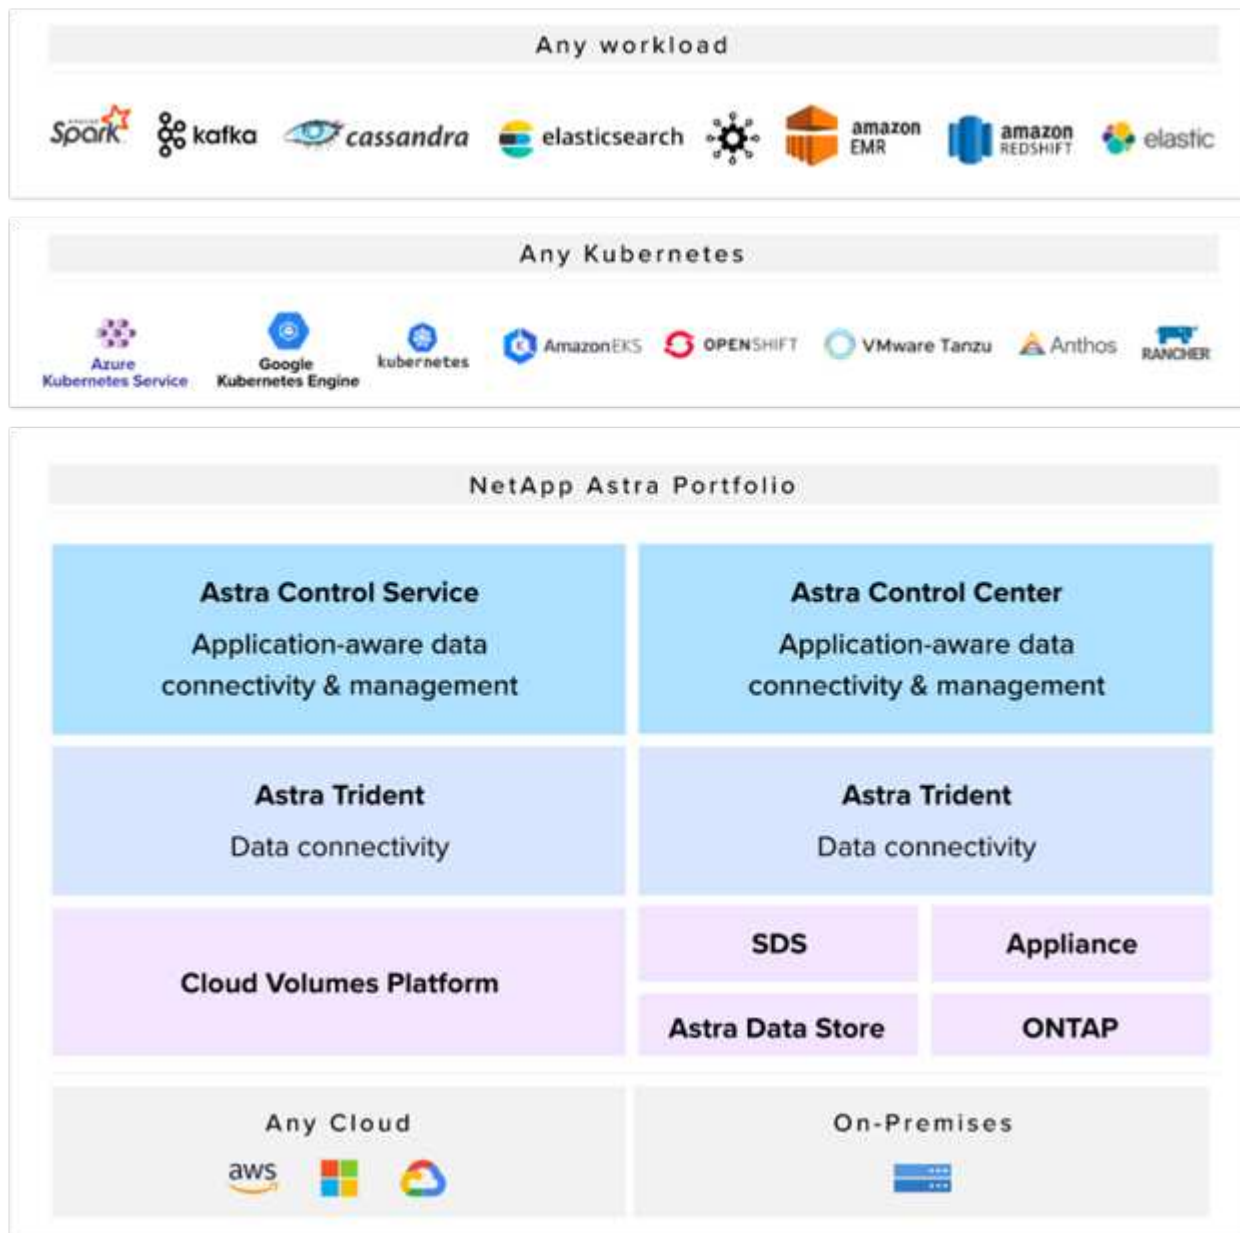 Any workload
APACHE
Spark
kafka
cassandra
elasticsearch
amazon
EMR
amazon
REDSHIFT
elastic
Any Kubernetes
Azure
Kubernetes Service
Google
Kubernetes Engine
kubernetes
Amazon EKS
OPENSHIFT
VMware Tanzu
Anthos
RANCHER
NetApp Astra Portfolio
Astra Control Service
Application-aware data
connectivity & management
Astra Control Center
Application-aware data
connectivity & management
Astra Trident
Data connectivity
Astra Trident
Data connectivity
Cloud Volumes Platform
SDS
Appliance
Astra Data Store
ONTAP
Any Cloud
aws
On-Premises